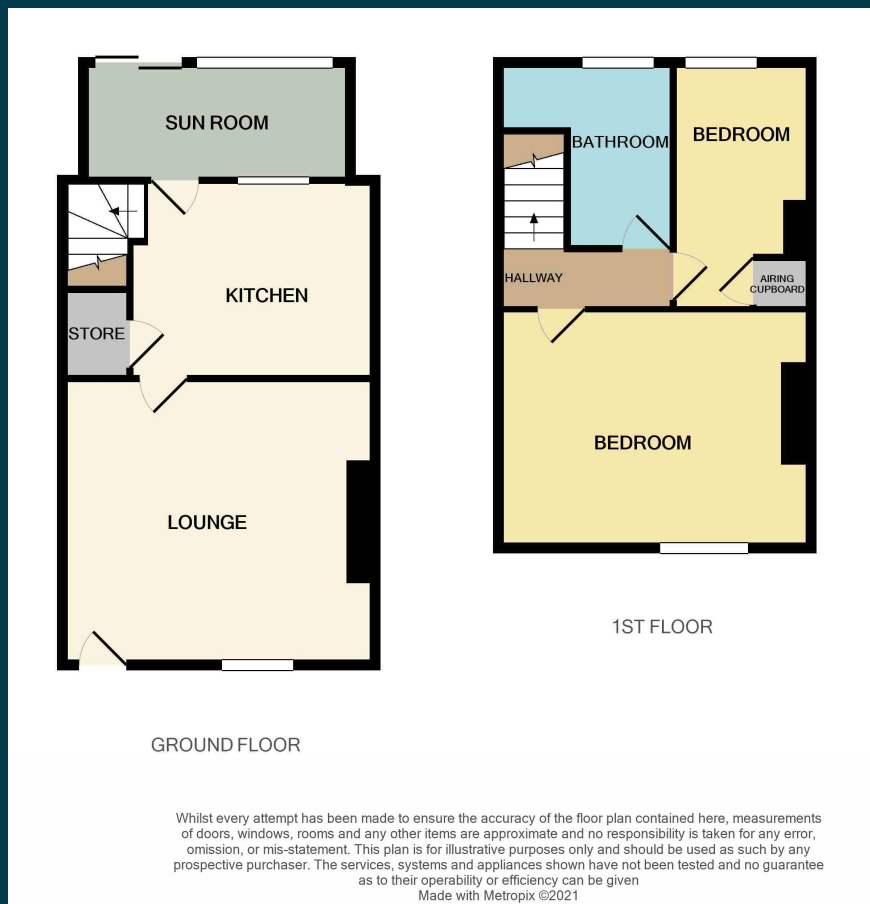 SUN ROOM
KITCHEN
STORE
LOUNGE
GROUND FLOOR
BATHROOM
BEDROOM
HALLWAY
AIRING
CUPBOARD
BEDROOM
1ST FLOOR
Whilst every attempt has been made to ensure the accuracy of the floor plan contained here, measurements
of doors, windows, rooms and any other items are approximate and no responsibility is taken for any error,
omission, or mis-statement. This plan is for illustrative purposes only and should be used as such by any
prospective purchaser. The services, systems and appliances shown have not been tested and no guarantee
as to their operability or efficiency can be given
Made with Metropix ©2021